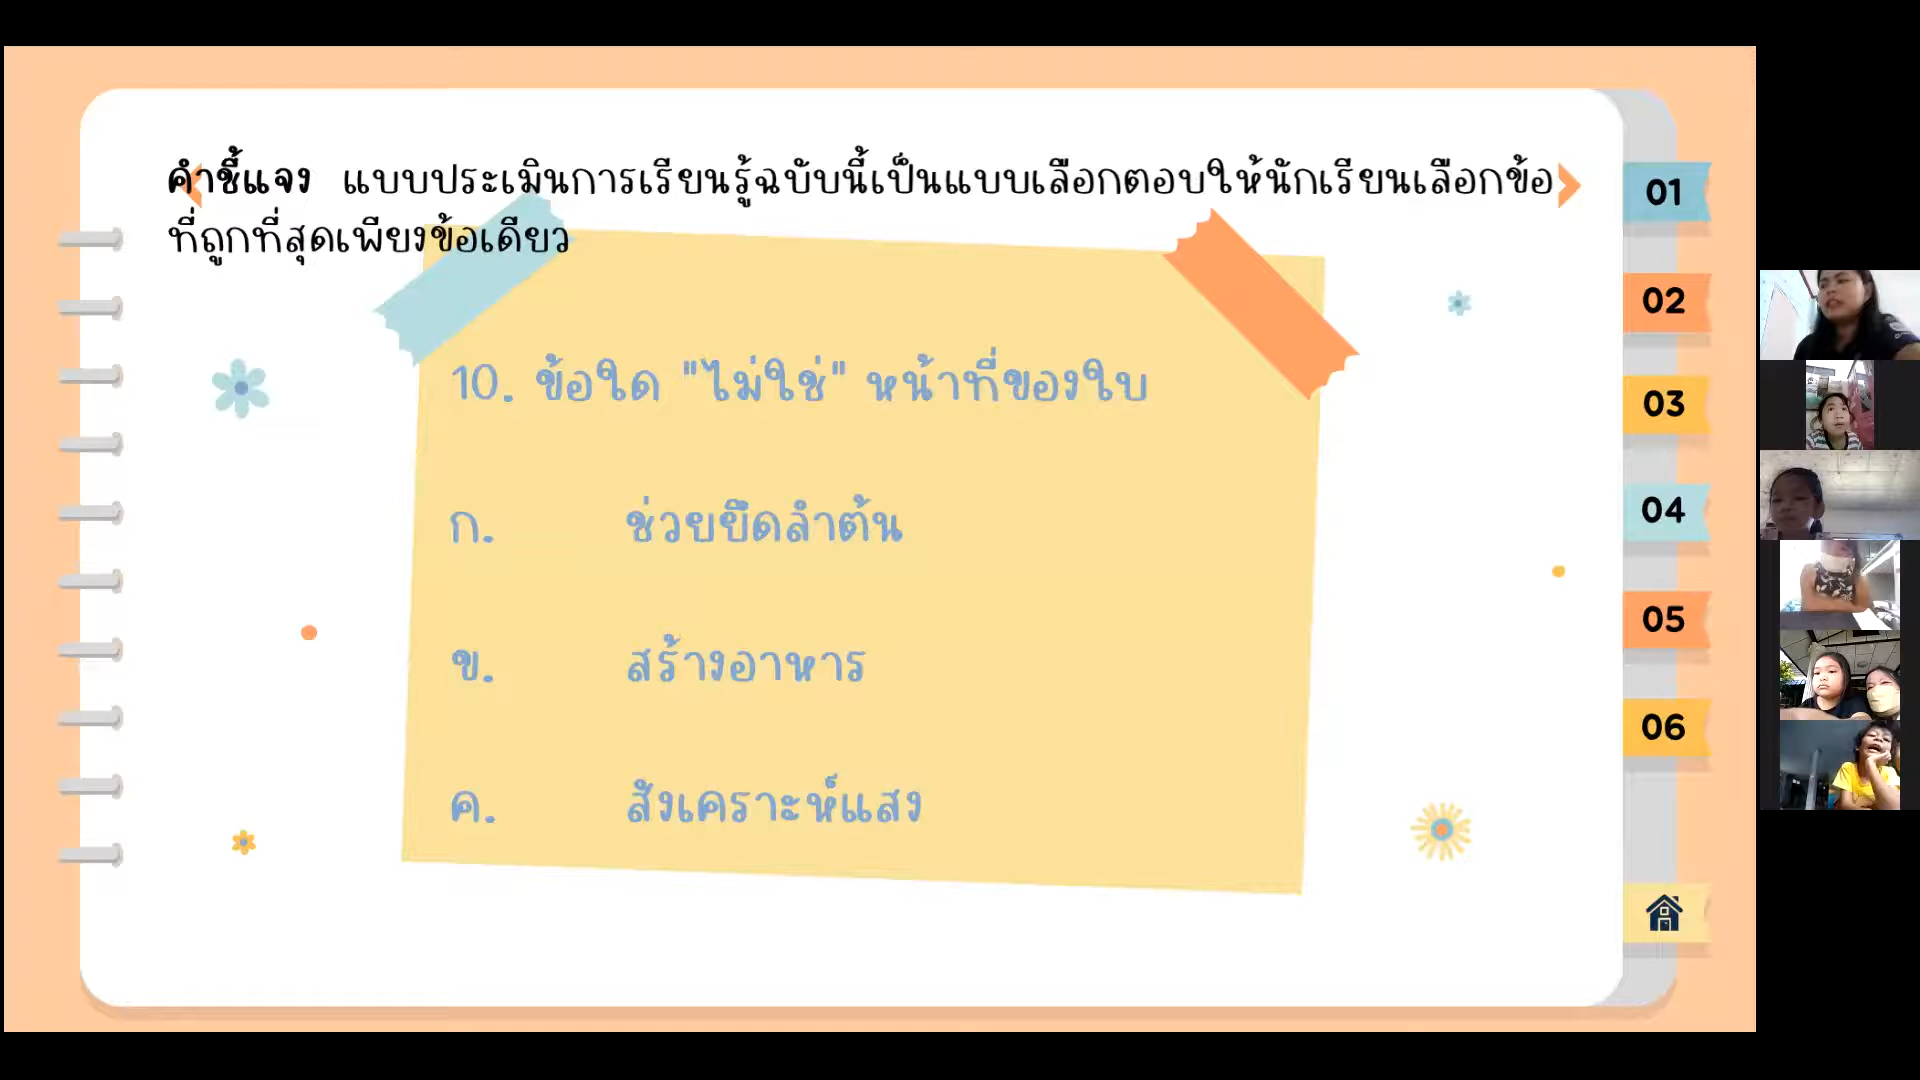 คำชี้แจง แบบประเมินการเรียนรู้ฉบับนี้เป็นแบบเลือกตอบให้นักเรียนเลือกข้อ
ที่ถูกที่สุดเพียงข้อเดียว
10. ข้อใด "ไม่ใช่" หน้าที่ของใบ
ก. ช่วยยึดลำต้น
ข. สร้างอาหาร
ค. สังเคราะห์แสง
01
02
03
04
05
06